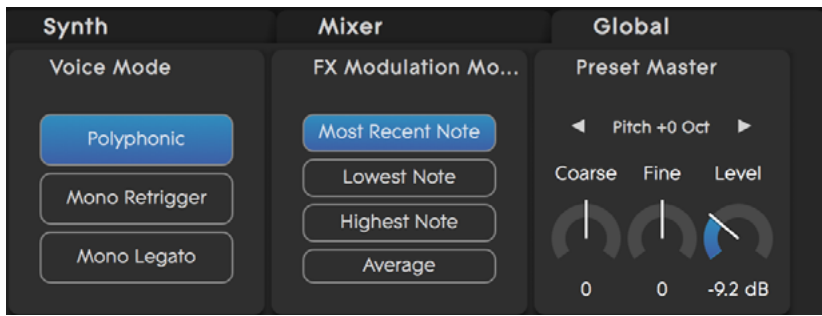 Synth Mixer Global
Voice Mode
Polyphonic
Mono Retrigger
Mono Legato
FX Modulation Mo...
Most Recent Note
Lowest Note
Highest Note
Average
Preset Master
◀ Pitch +0 Oct ▶
Coarse Fine Level
0 0 -9.2 dB